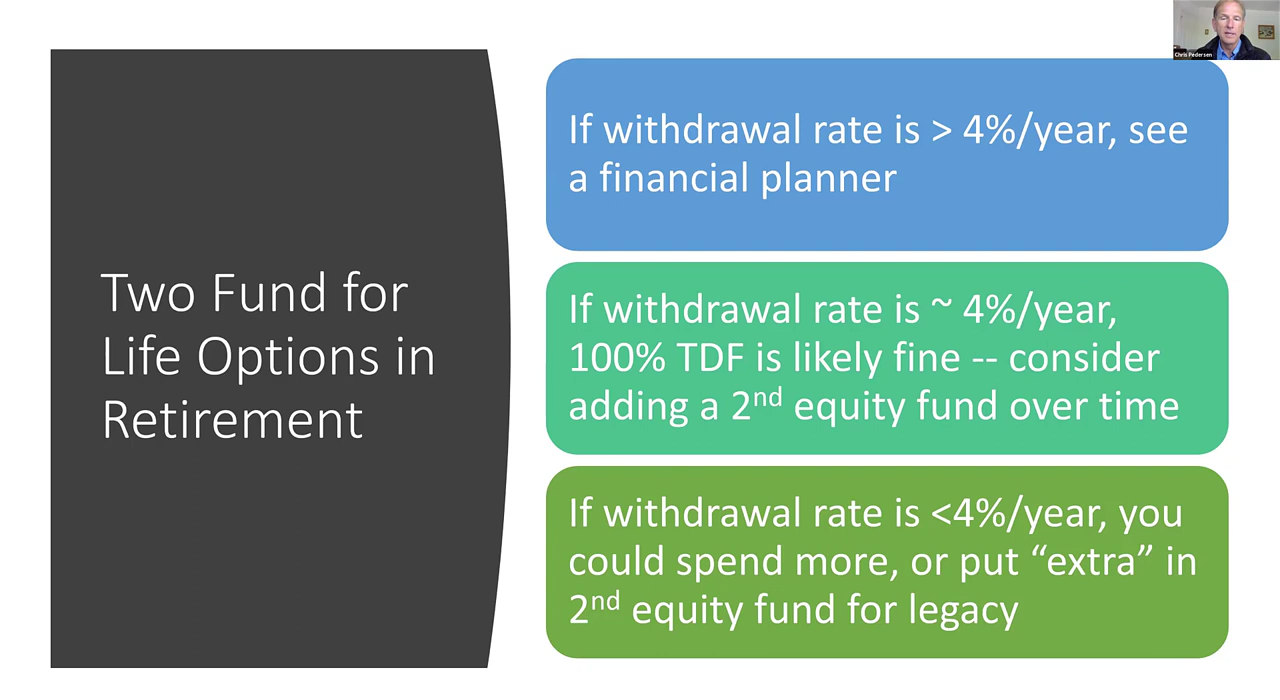 Chris Pedersen
Two Fund for
Life Options in
Retirement
If withdrawal rate is > 4%/year, see
a financial planner
If withdrawal rate is ~ 4%/year,
100% TDF is likely fine -- consider
adding a 2nd equity fund over time
If withdrawal rate is <4%/year, you
could spend more, or put “extra” in
2nd equity fund for legacy